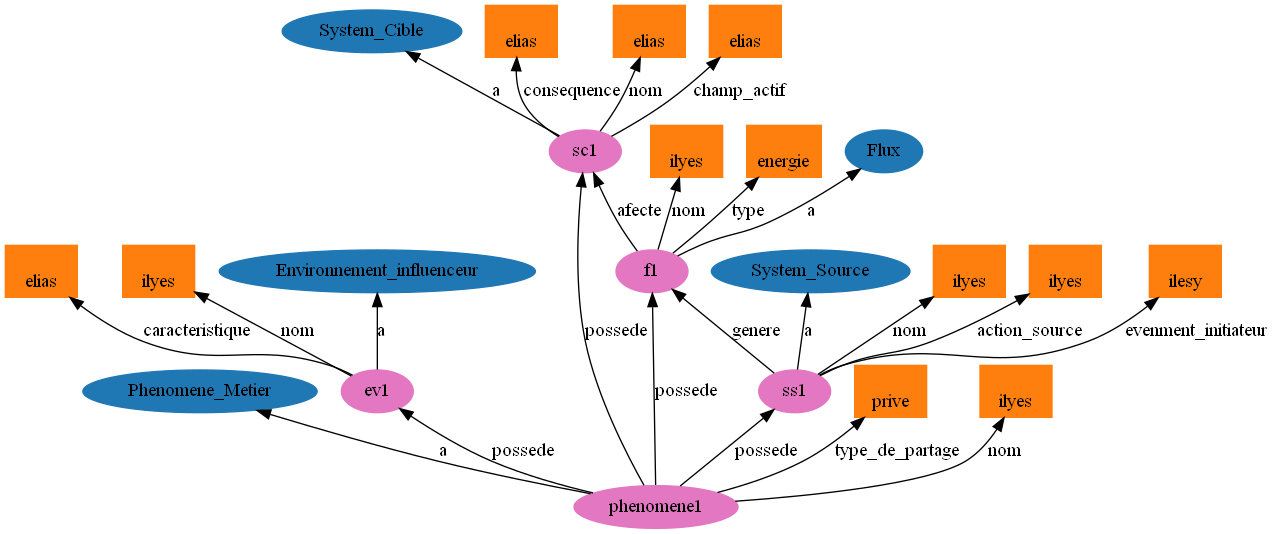 System_Cible
elias
elias
elias
a
consequence
nom
champ_actif
sc1
ilyes
energie
Flux
afecte
nom
type
a
elias
ilyes
Environnement_influenceur
f1
System_Source
ilyes
ilyes
ilesy
caracteristique
nom
a
possede
genere
a
nom
action_source
evenment_initiateur
Phenomene_Metier
ev1
possede
ss1
prive
ilyes
a
possede
possede
type_de_partage
nom
phenomene1